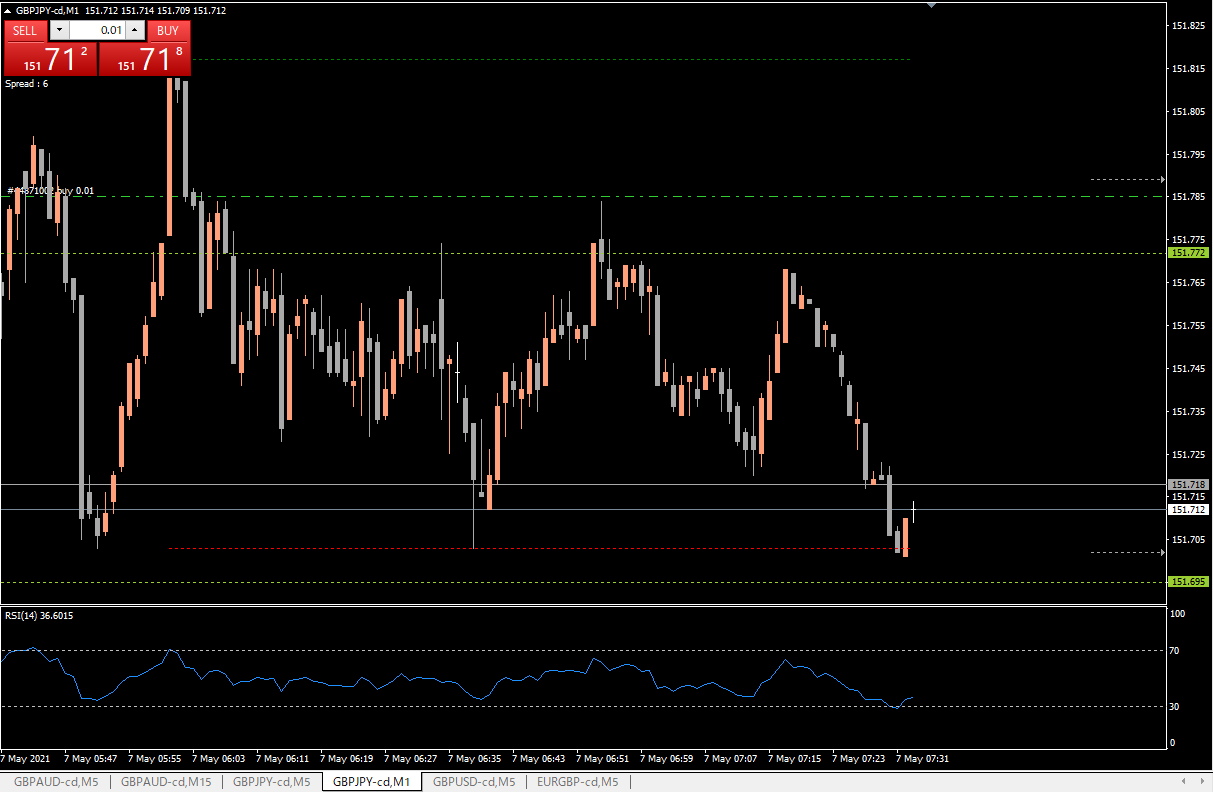 GBPJPY-cd,M1 151.712 151.714 151.709 151.712
SELL 0.01 BUY
151 71 2 151 71 8
Spread : 6
buy 0.01
151.825
151.815
151.805
151.795
151.785
151.775
151.772
151.765
151.755
151.745
151.735
151.725
151.718
151.715
151.712
151.705
151.695
RSI(14) 36.6015
100
70
30
0
7 May 2021 7 May 05:47 7 May 05:55 7 May 06:03 7 May 06:11 7 May 06:19 7 May 06:27 7 May 06:35 7 May 06:43 7 May 06:51 7 May 06:59 7 May 07:07 7 May 07:15 7 May 07:23 7 May 07:31
GBPAUD-cd,M5 GBPAUD-cd,M15 GBPJPY-cd,M5 GBPJPY-cd,M1 GBPUSD-cd,M5 EURGBP-cd,M5